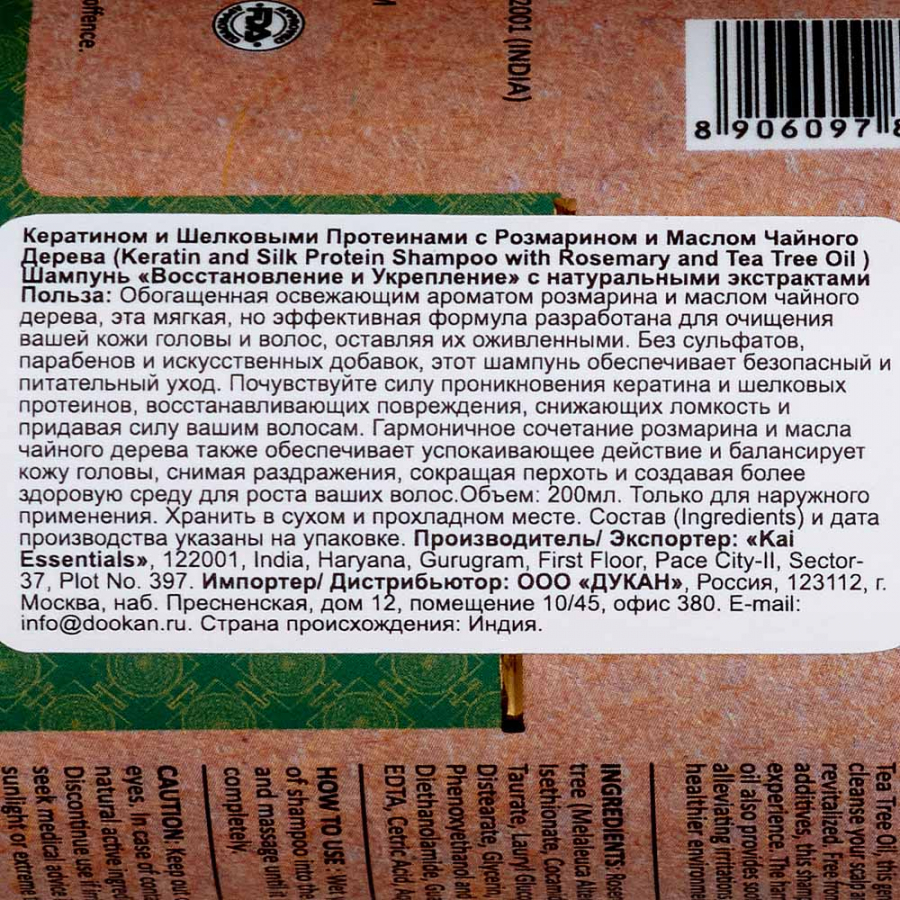 offence.
2001 (INDIA)
8 906097 8
Кератином и Шелковыми Протеинами с Розмарином и Маслом Чайного
Дерева (Keratin and Silk Protein Shampoo with Rosemary and Tea Tree Oil )
Шампунь «Восстановление и Укрепление» с натуральными экстрактами
Польза: Обогащенная освежающим ароматом розмарина и маслом чайного
дерева, эта мягкая, но эффективная формула разработана для очищения
вашей кожи головы и волос, оставляя их оживленными. Без сульфатов,
парабенов и искусственных добавок, этот шампунь обеспечивает безопасный и
питательный уход. Почувствуйте силу проникновения кератина и шелковых
протеинов, восстанавливающих повреждения, снижающих ломкость и
придавая силу вашим волосам. Гармоничное сочетание розмарина и масла
чайного дерева также обеспечивает успокаивающее действие и балансирует
кожу головы, снимая раздражения, сокращая перхоть и создавая более
здоровую среду для роста ваших волос.Объем: 200мл. Только для наружного
применения. Хранить в сухом и прохладном месте. Состав (Ingredients) и дата
производства указаны на упаковке. Производитель/ Экспортер: «Kai
Essentials», 122001, India, Haryana, Gurugram, First Floor, Pace City-II, Sector-
37, Plot No. 397. Импортер/ Дистрибьютор: ООО «ДУКАН», Россия, 123112, г.
Москва, наб. Пресненская, дом 12, помещение 10/45, офис 380. E-mail:
info@dookan.ru. Страна происхождения: Индия.
Tea Tree Oil, this
cleanse your scalp
revitalized. Free from
additives, this
experience. The
oil also provides
alleviating irritations
healthier environment
INGREDIENTS:
tree (Melaleuca
Isethionate,
Taurate, Lauryl
Distearate, Glycerin,
Phenoxyethanol and
Diethanolamide,
EDTA, Cetric Acid,
HOW TO USE :
of shampoo into the
and massage until it
completely.
CAUTION: Keep out
eyes. In case of
natural active
Discontinue use if
seek medical advice
sunlight or extreme